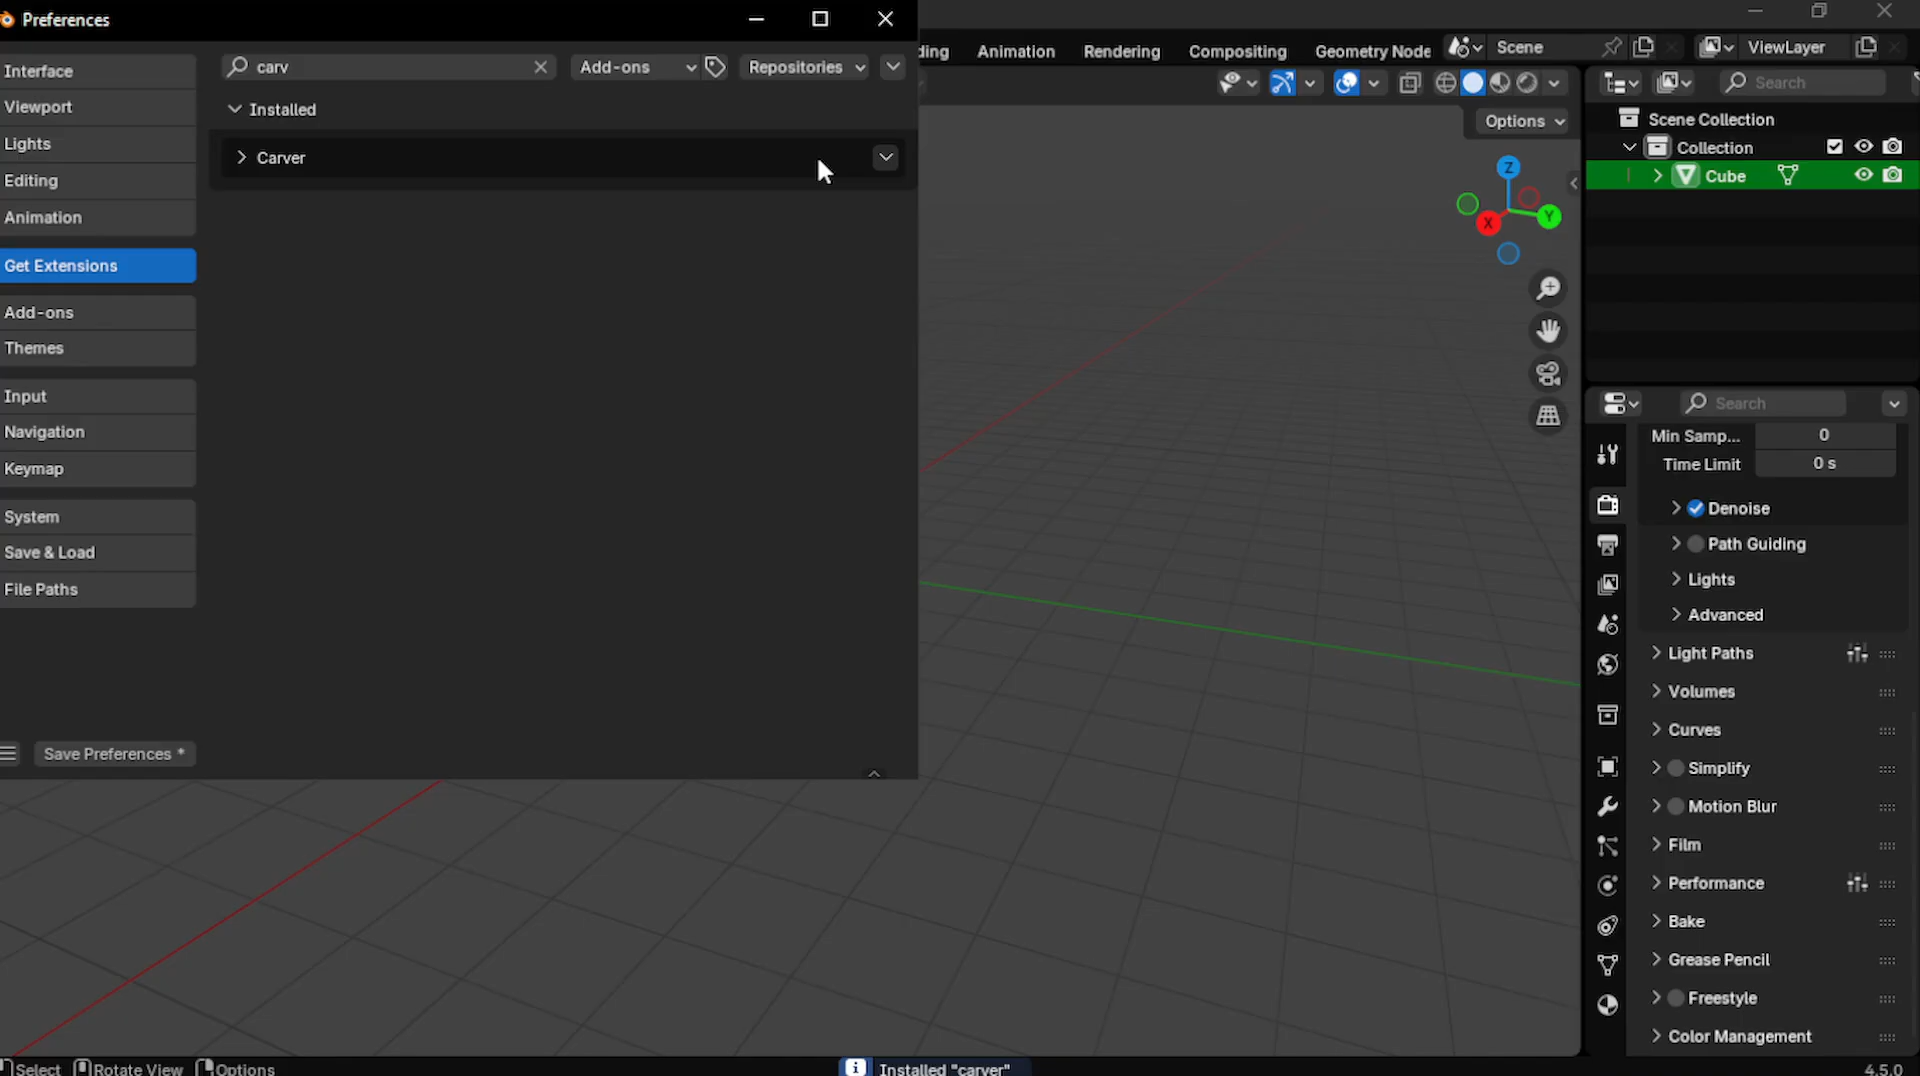 Preferences
carv
Add-ons
Repositories
Interface
Viewport
Lights
Editing
Animation
Get Extensions
Add-ons
Themes
Input
Navigation
Keymap
System
Save & Load
File Paths
Installed
Carver
Save Preferences *
ding
Animation
Rendering
Compositing
Geometry Node
Scene
ViewLayer
Options
Z
Y
X
Search
Scene Collection
Collection
Cube
Search
Min Samp... 0
Time Limit 0 s
Denoise
Path Guiding
Lights
Advanced
Light Paths
Volumes
Curves
Simplify
Motion Blur
Film
Performance
Bake
Grease Pencil
Freestyle
Color Management
Select
Rotate View
Options
Installed "carver"
4.5.0